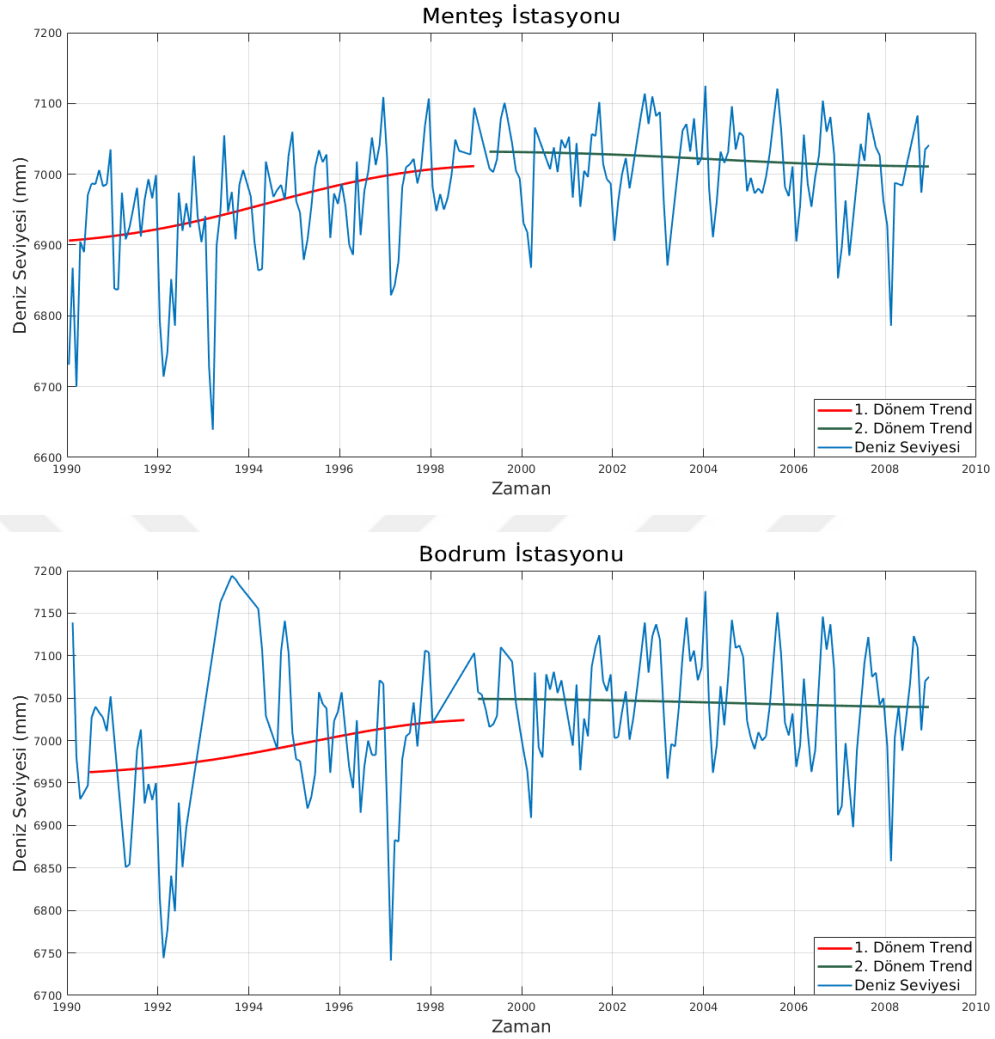 Menteş İstasyonu
7200
7100
7000
6900
6800
6700
6600
Deniz Seviyesi (mm)
1. Dönem Trend
2. Dönem Trend
Deniz Seviyesi
1990 1992 1994 1996 1998 2000 2002 2004 2006 2008 2010
Zaman
Bodrum İstasyonu
7200
7150
7100
7050
7000
6950
6900
6850
6800
6750
6700
Deniz Seviyesi (mm)
1. Dönem Trend
2. Dönem Trend
Deniz Seviyesi
1990 1992 1994 1996 1998 2000 2002 2004 2006 2008 2010
Zaman